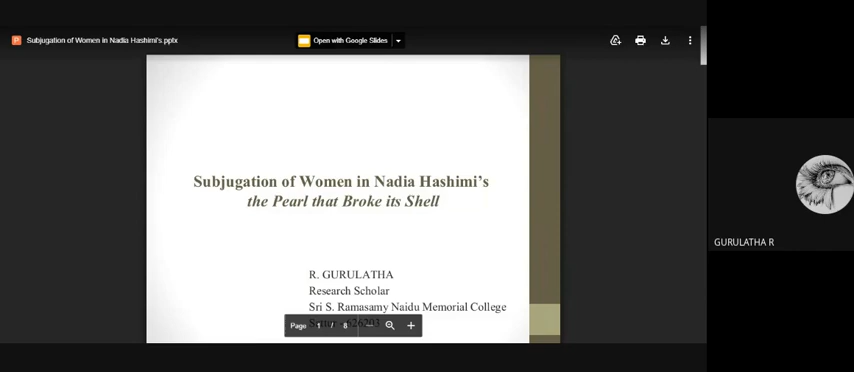 Subjugation of Women in Nadia Hashimi's.pptx
Open with Google Slides
Subjugation of Women in Nadia Hashimi's
the Pearl that Broke its Shell
R. GURULATHA
Research Scholar
Sri S. Ramasamy Naidu Memorial College
626203
Page 1 / 8
GURULATHA R